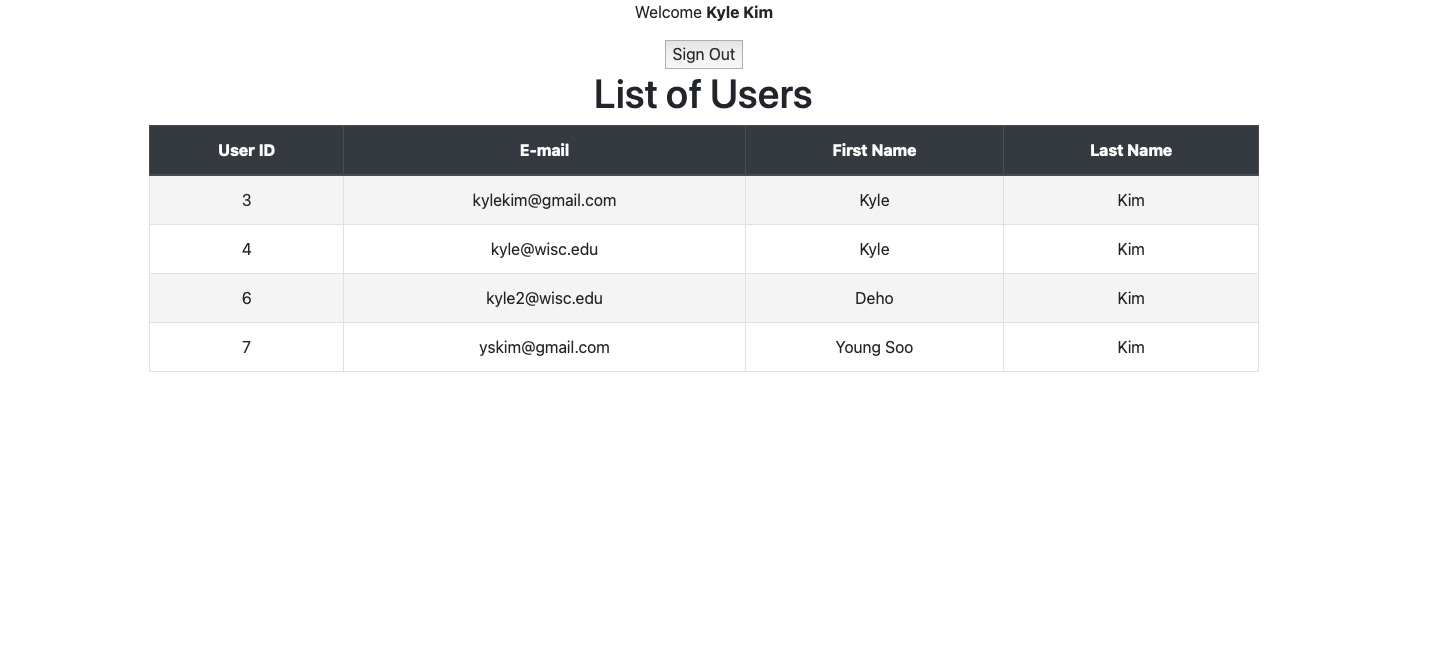 Welcome Kyle Kim
Sign Out
List of Users
User ID E-mail First Name Last Name
3 kylekim@gmail.com Kyle Kim
4 kyle@wisc.edu Kyle Kim
6 kyle2@wisc.edu Deho Kim
7 yskim@gmail.com Young Soo Kim